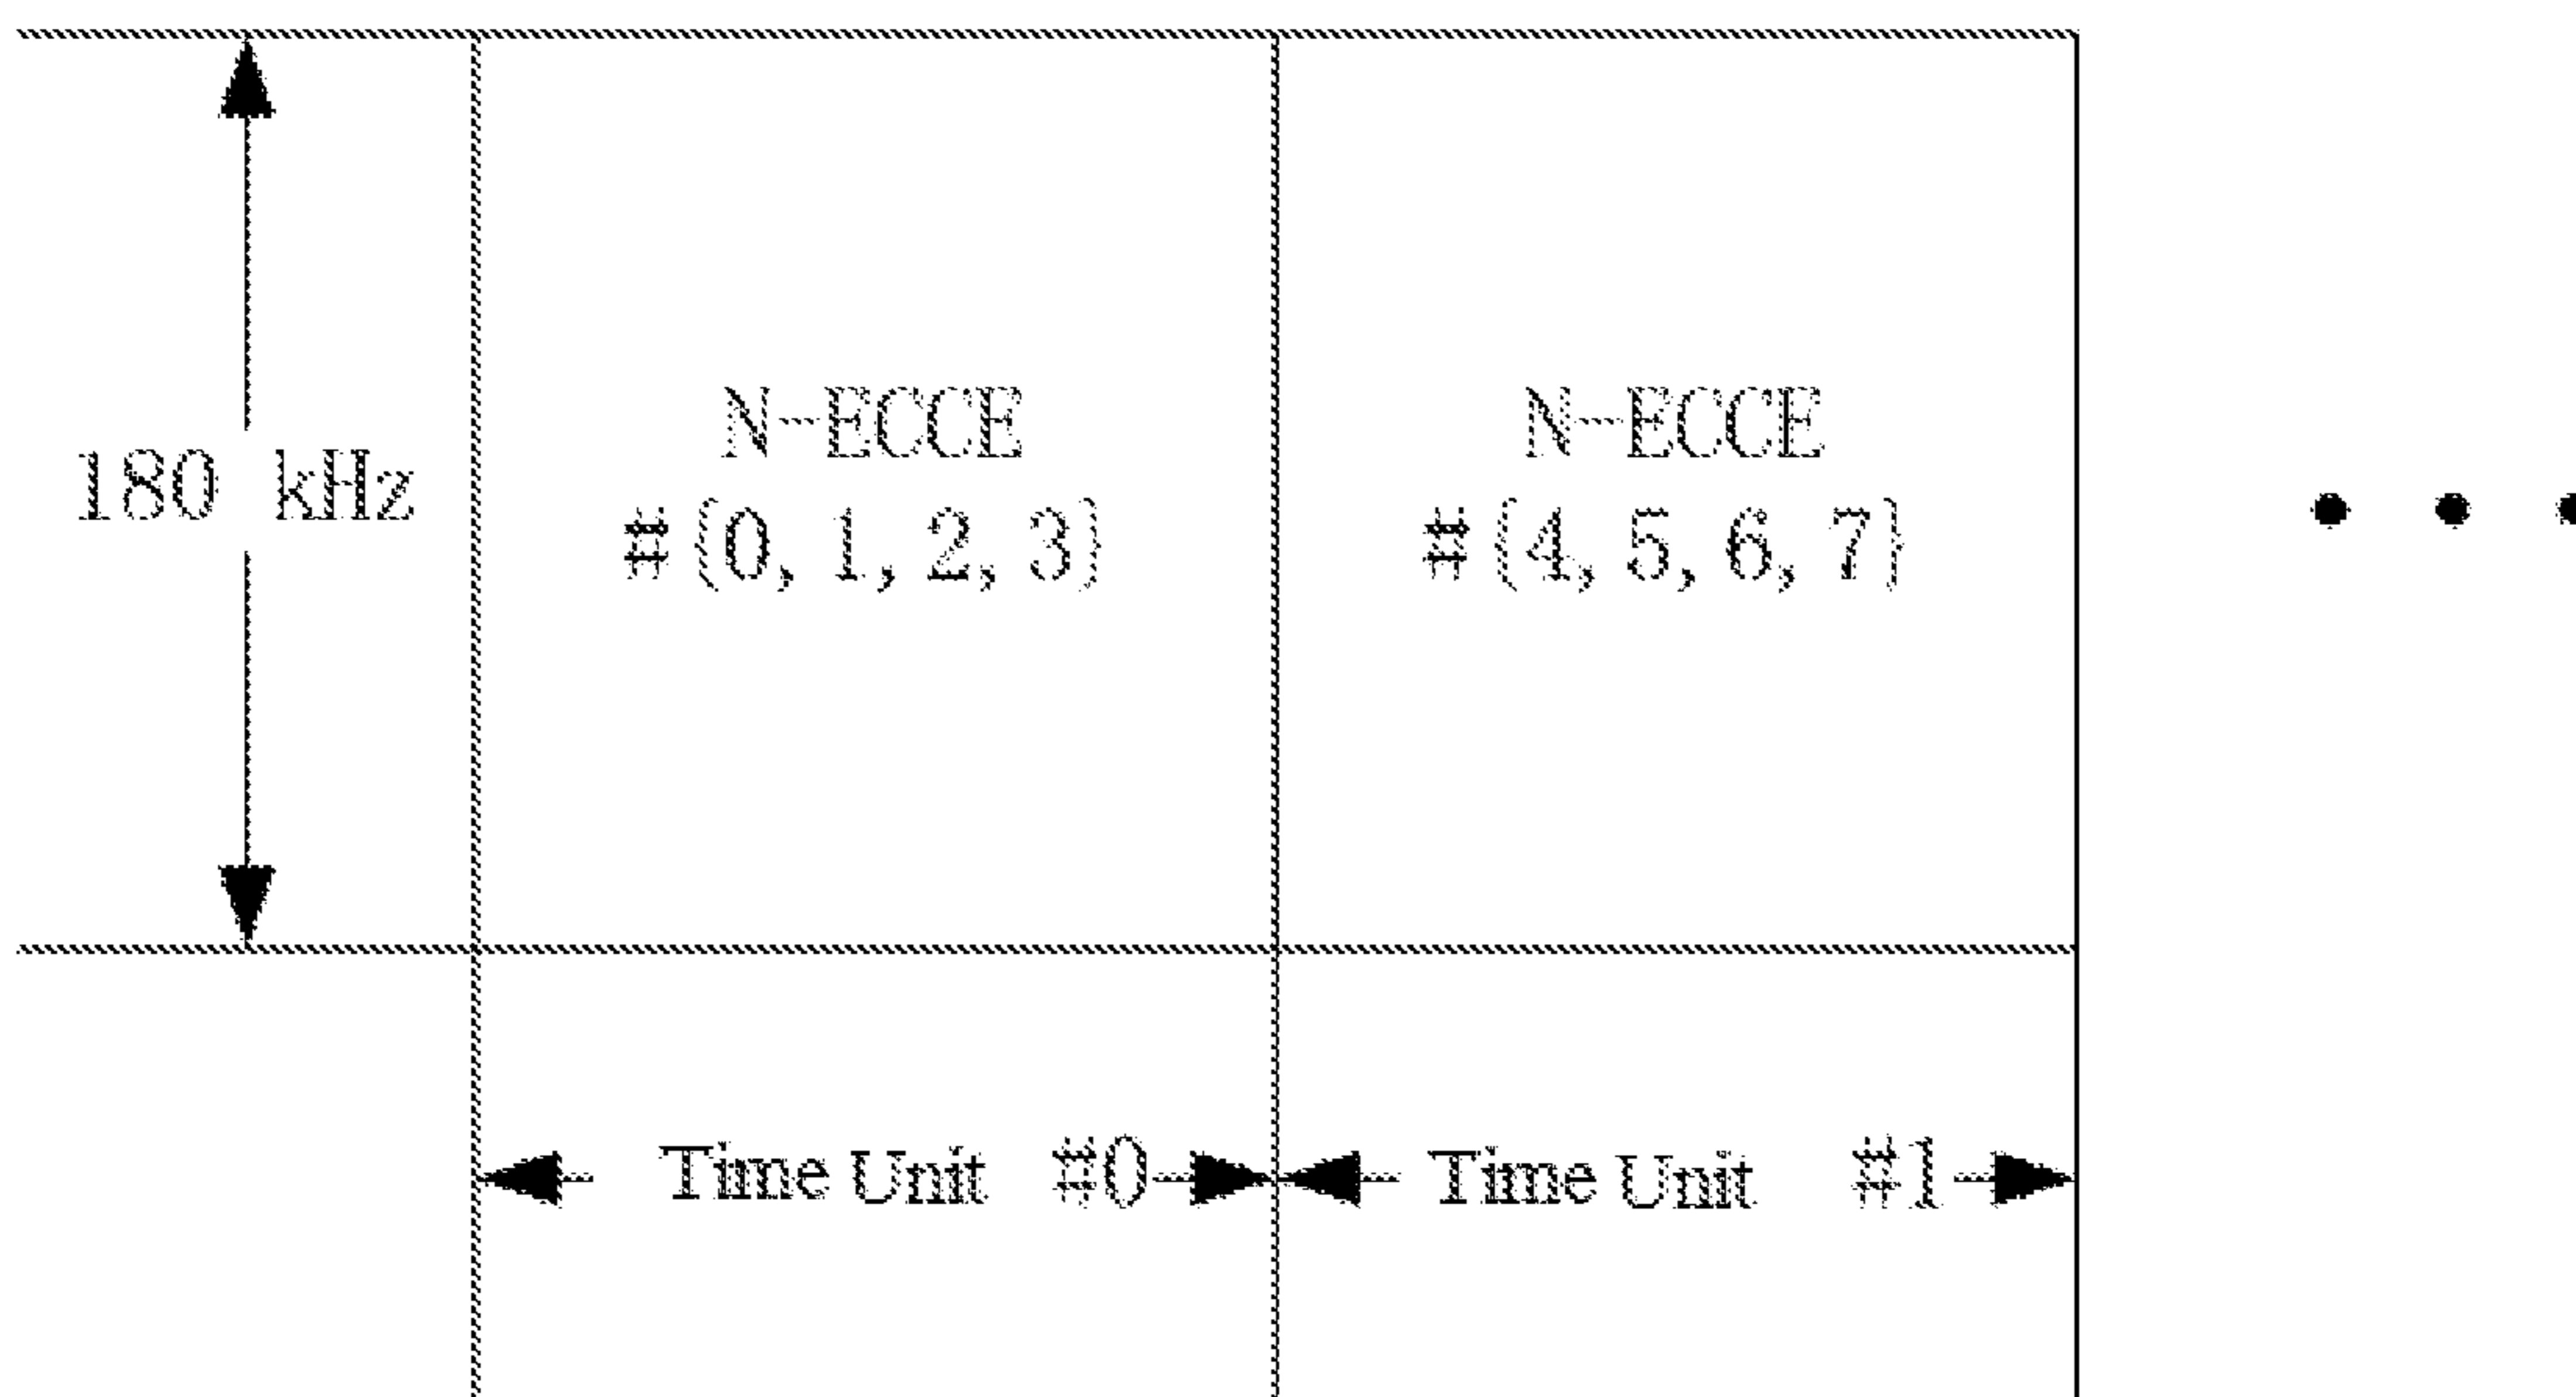 180 kHz
N-ECCE
#{0, 1, 2, 3}
N-ECCE
#{4, 5, 6, 7}
Time Unit #0
Time Unit #1